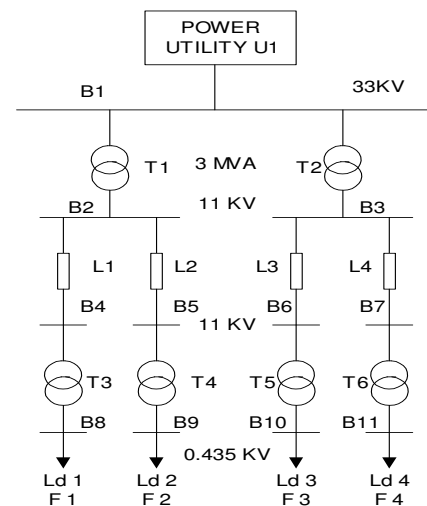 POWER
UTILITY U1
B1
33KV
T1
3 MVA
T2
B2
11 KV
B3
L1
L2
L3
L4
B4
B5
11 KV
B6
B7
T3
T4
T5
T6
B8
B9
B10
B11
0.435 KV
Ld 1
F 1
Ld 2
F 2
Ld 3
F 3
Ld 4
F 4